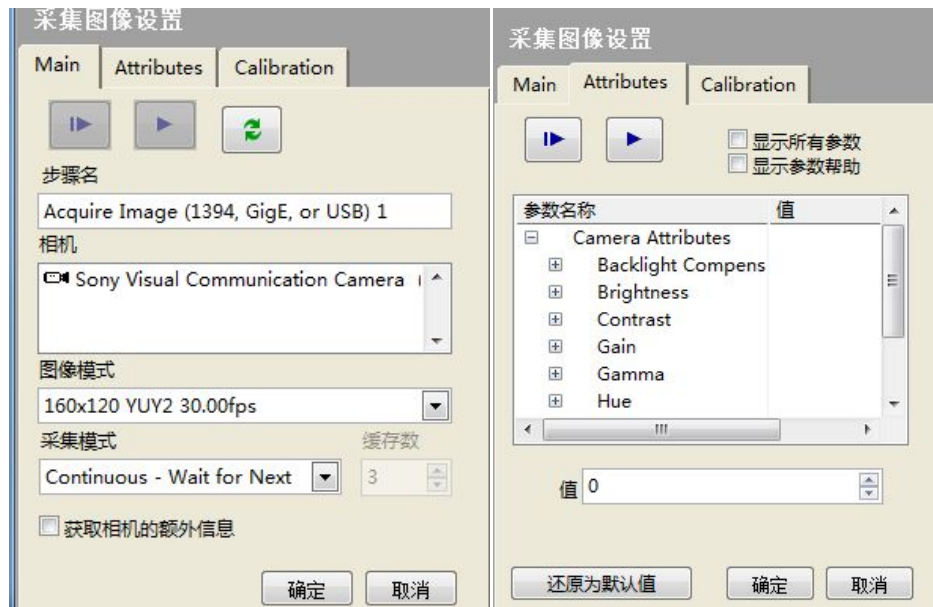 采集图像设置
Main
Attributes
Calibration
步骤名
Acquire Image (1394, GigE, or USB) 1
相机
Sony Visual Communication Camera
图像模式
160x120 YUY2 30.00fps
采集模式
缓存数
Continuous - Wait for Next
3
获取相机的额外信息
确定
取消
采集图像设置
Main
Attributes
Calibration
显示所有参数
显示参数帮助
参数名称
值
Camera Attributes
Backlight Compens
Brightness
Contrast
Gain
Gamma
Hue
值
0
还原为默认值
确定
取消